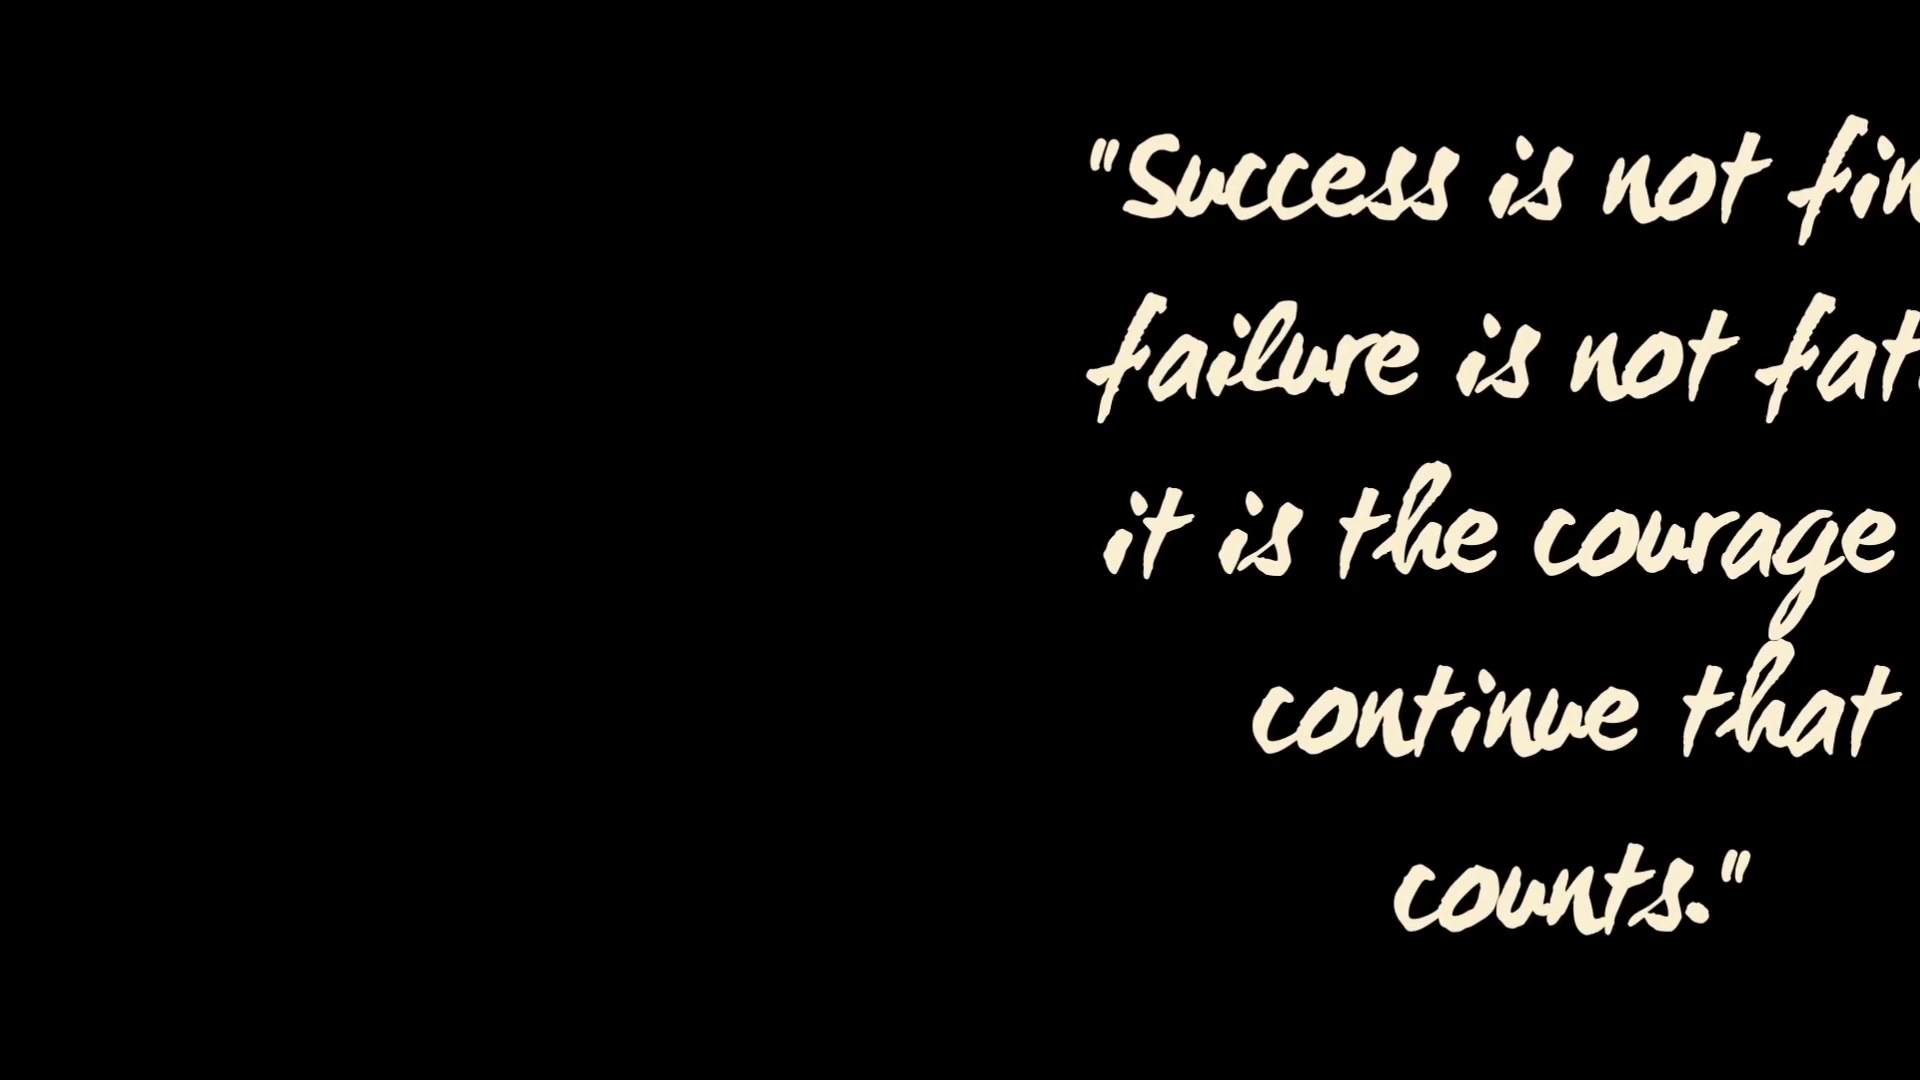 "Success is not fin
failure is not fat
it is the courage
continue that
counts."